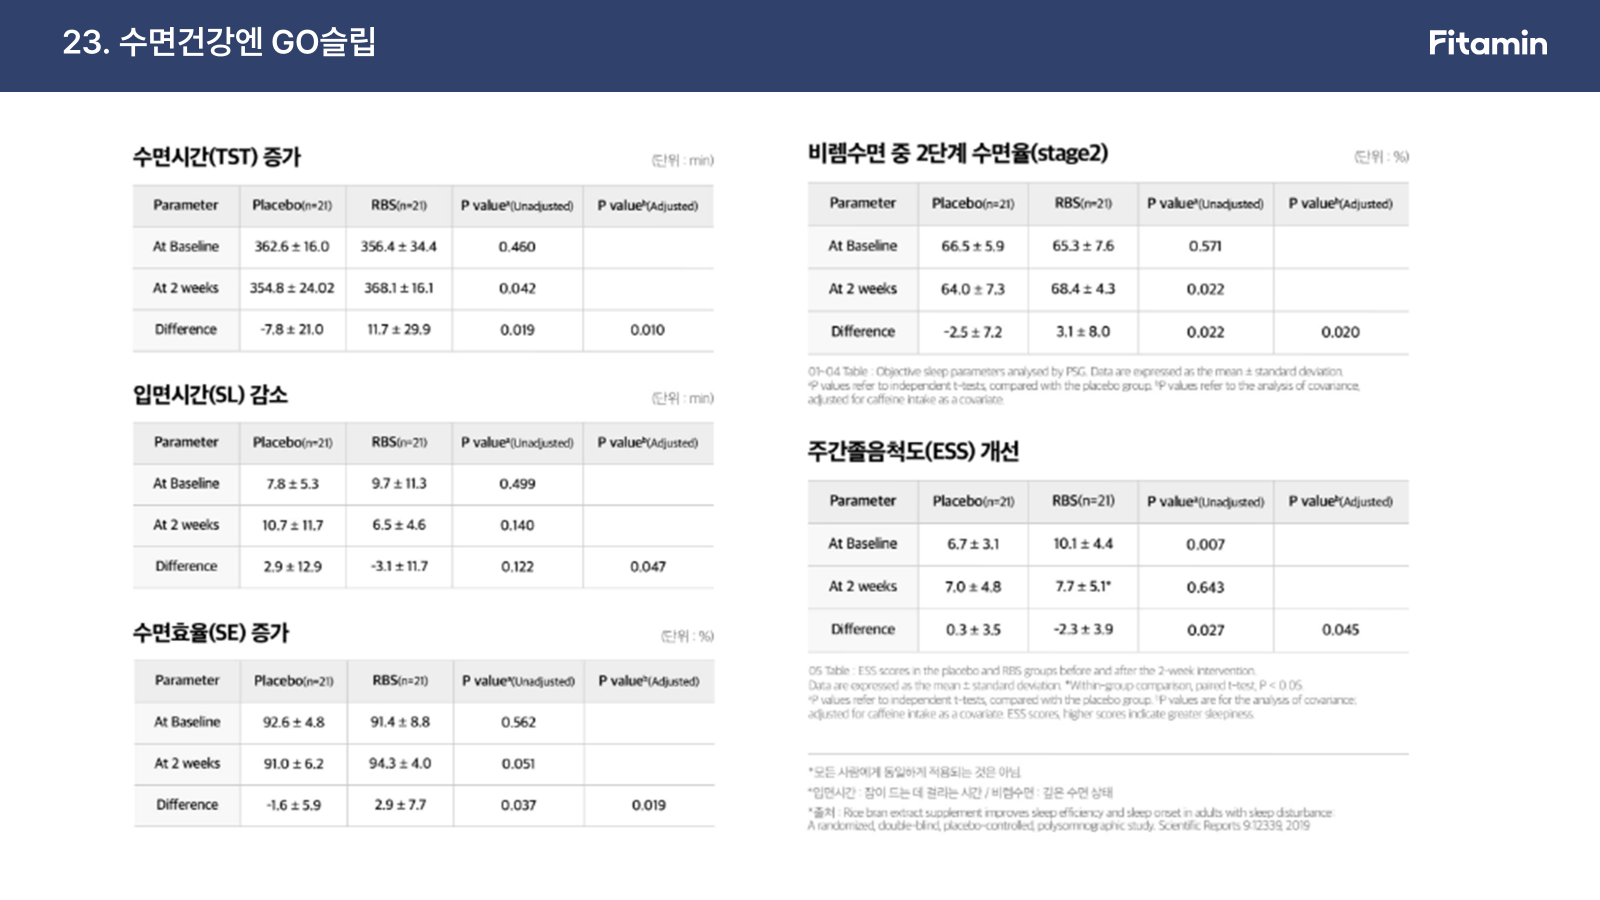 23. 수면건강엔 GO슬립
Fitamin
수면시간(TST) 증가
(단위 : min)
Parameter Placebo(n=21) RBS(n=21) P valueª(Unadjusted) P valueᵇ(Adjusted)
At Baseline 362.6 ± 16.0 356.4 ± 34.4 0.460
At 2 weeks 354.8 ± 24.02 368.1 ± 16.1 0.042
Difference -7.8 ± 21.0 11.7 ± 29.9 0.019 0.010
입면시간(SL) 감소
(단위 : min)
Parameter Placebo(n=21) RBS(n=21) P valueª(Unadjusted) P valueᵇ(Adjusted)
At Baseline 7.8 ± 5.3 9.7 ± 11.3 0.499
At 2 weeks 10.7 ± 11.7 6.5 ± 4.6 0.140
Difference 2.9 ± 12.9 -3.1 ± 11.7 0.122 0.047
수면효율(SE) 증가
(단위 : %)
Parameter Placebo(n=21) RBS(n=21) P valueª(Unadjusted) P valueᵇ(Adjusted)
At Baseline 92.6 ± 4.8 91.4 ± 8.8 0.562
At 2 weeks 91.0 ± 6.2 94.3 ± 4.0 0.051
Difference -1.6 ± 5.9 2.9 ± 7.7 0.037 0.019
비렘수면 중 2단계 수면율(stage2)
(단위 : %)
Parameter Placebo(n=21) RBS(n=21) P valueª(Unadjusted) P valueᵇ(Adjusted)
At Baseline 66.5 ± 5.9 65.3 ± 7.6 0.571
At 2 weeks 64.0 ± 7.3 68.4 ± 4.3 0.022
Difference -2.5 ± 7.2 3.1 ± 8.0 0.022 0.020
01-04 Table : Objective sleep parameters analysed by PSG. Data are expressed as the mean ± standard deviation.
ªP values refer to independent t-tests, compared with the placebo group. ᵇP values refer to the analysis of covariance,
adjusted for caffeine intake as a covariate.
주간졸음척도(ESS) 개선
Parameter Placebo(n=21) RBS(n=21) P valueª(Unadjusted) P valueᵇ(Adjusted)
At Baseline 6.7 ± 3.1 10.1 ± 4.4 0.007
At 2 weeks 7.0 ± 4.8 7.7 ± 5.1* 0.643
Difference 0.3 ± 3.5 -2.3 ± 3.9 0.027 0.045
05 Table : ESS scores in the placebo and RBS groups before and after the 2-week intervention.
Data are expressed as the mean ± standard deviation. *Within-group comparison, paired t-test; P < 0.05
ªP values refer to independent t-tests, compared with the placebo group. ᵇP values are for the analysis of covariance;
adjusted for caffeine intake as a covariate. ESS scores, higher scores indicate greater sleepiness.
*모든 사람에게 동일하게 적용되는 것은 아님
*입면시간 : 잠이 드는 데 걸리는 시간 / 비렘수면 : 깊은 수면 상태
*출처 : Rice bran extract supplement improves sleep efficiency and sleep onset in adults with sleep disturbance:
A randomized, double-blind, placebo-controlled, polysomnographic study. Scientific Reports 9:12339, 2019